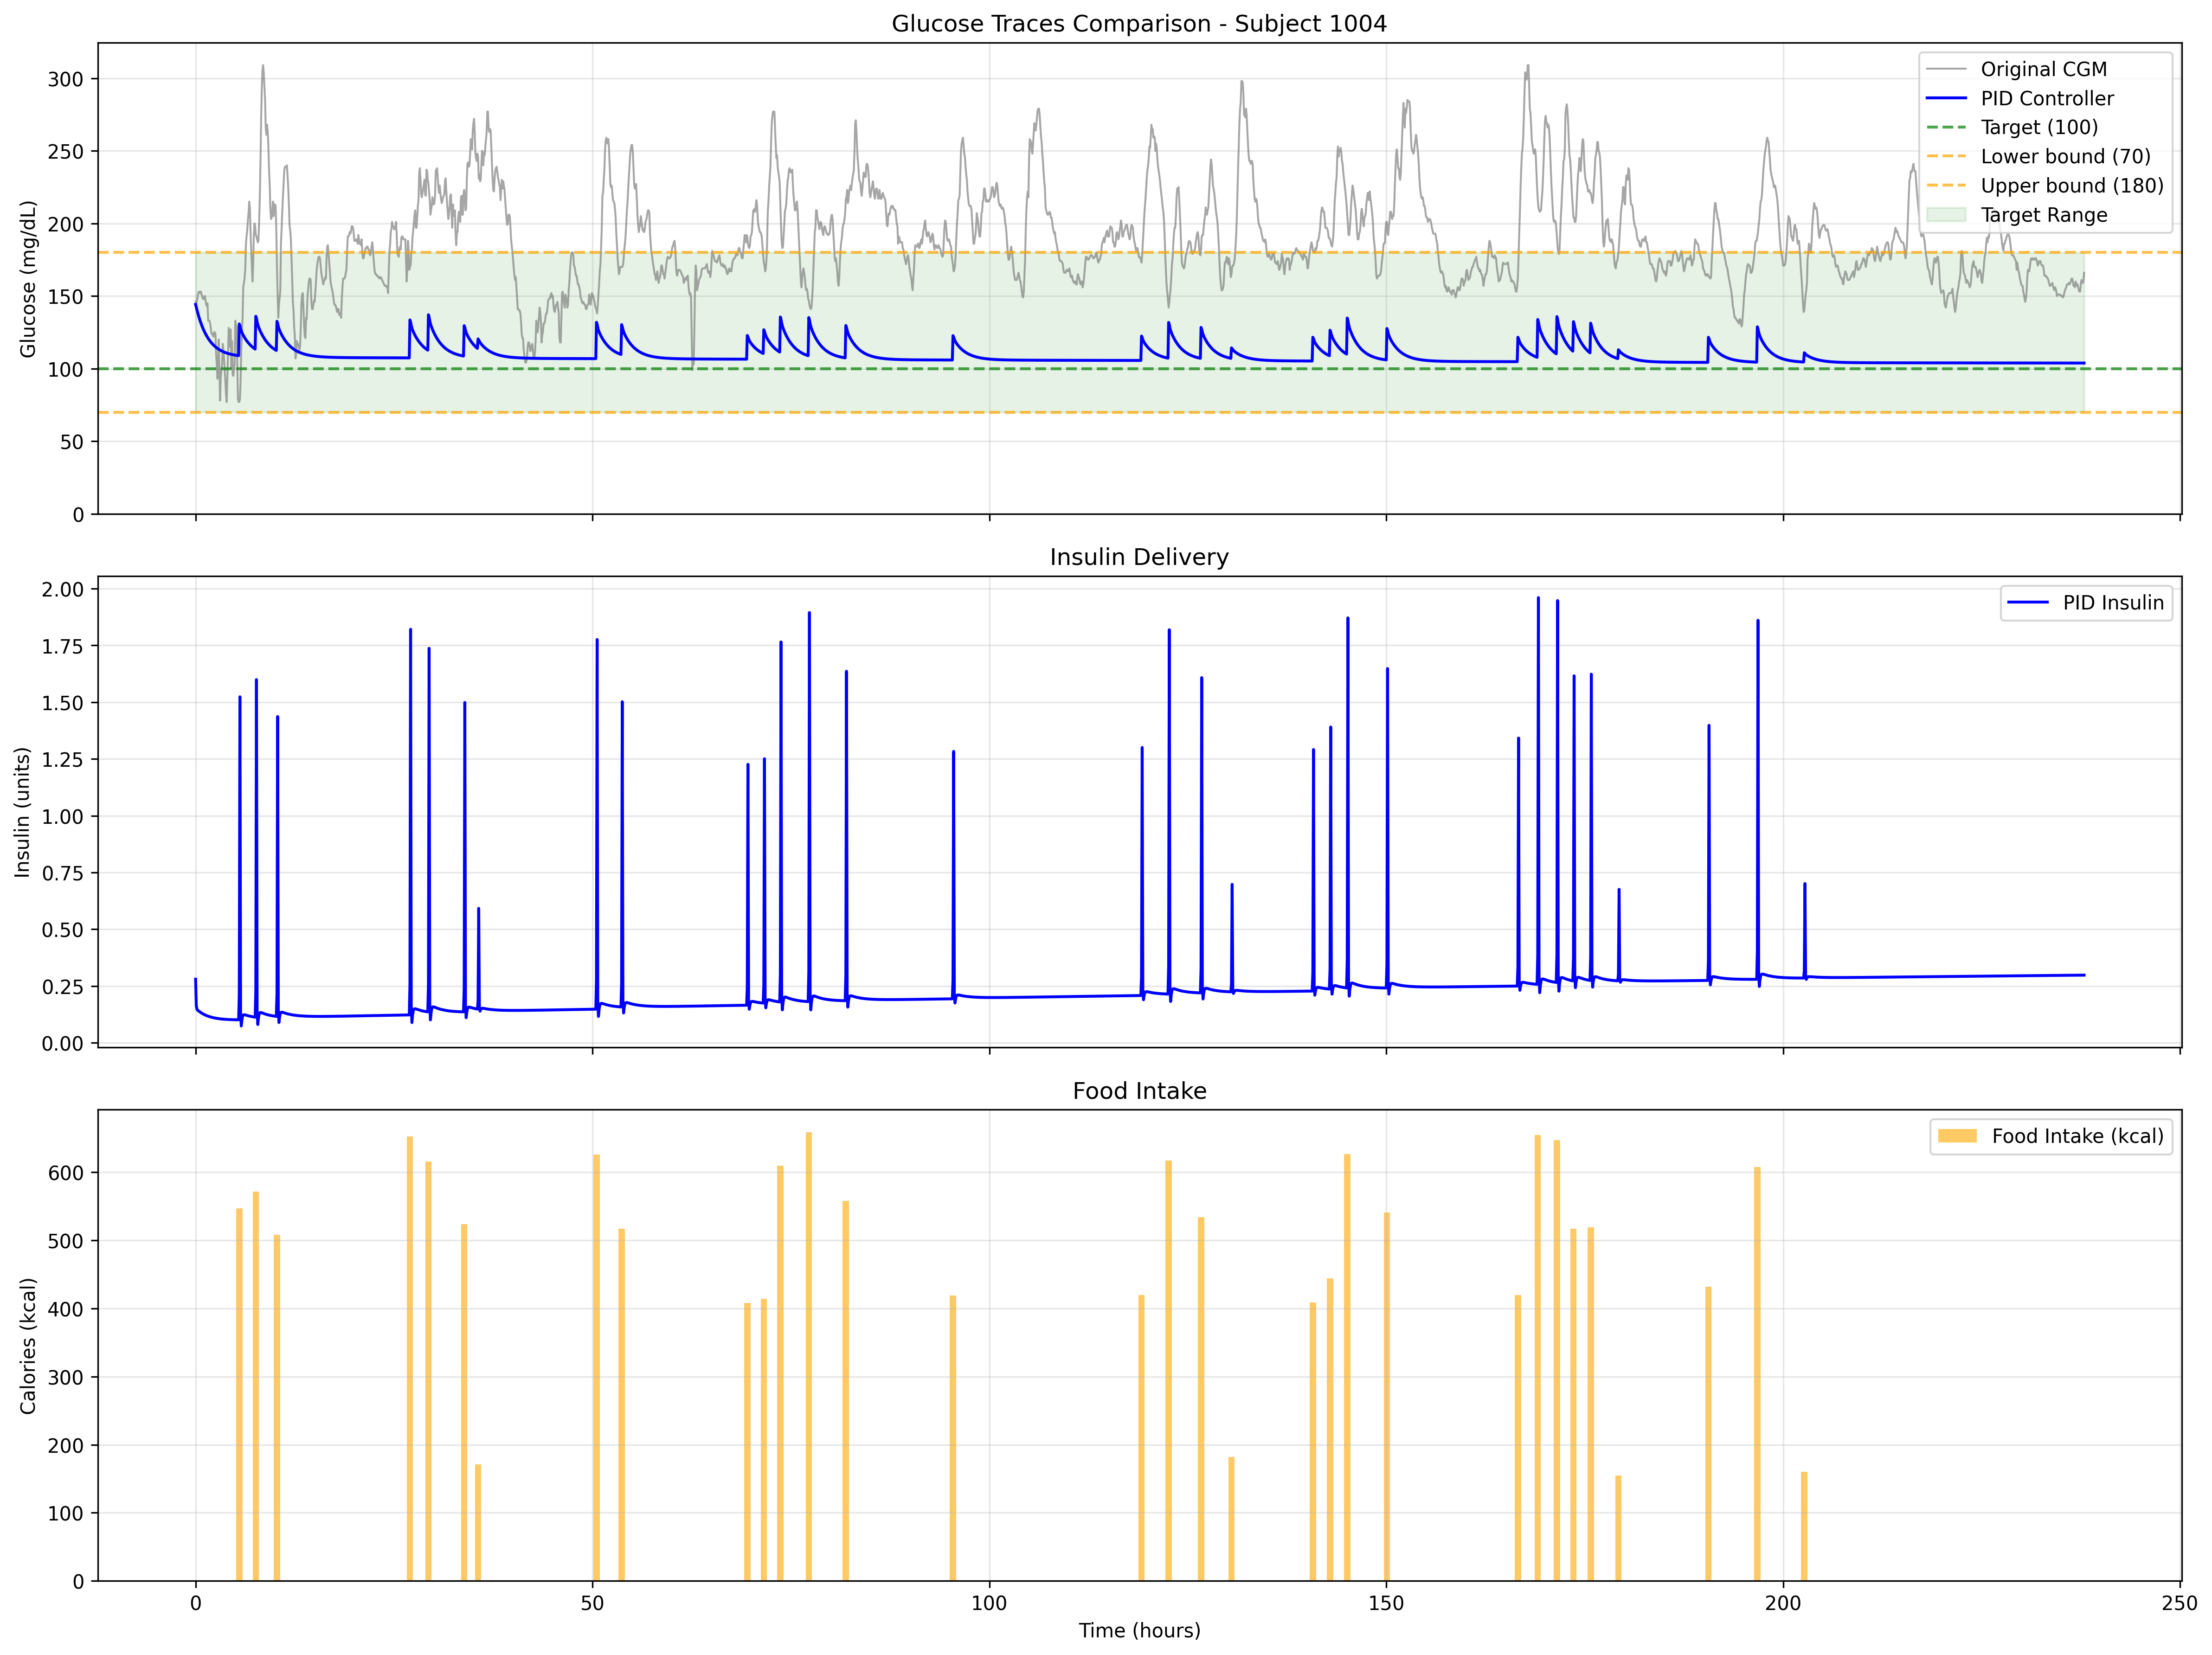 Glucose Traces Comparison - Subject 1004
Glucose (mg/dL)
300
250
200
150
100
50
0
Original CGM
PID Controller
Target (100)
Lower bound (70)
Upper bound (180)
Target Range
Insulin Delivery
Insulin (units)
2.00
1.75
1.50
1.25
1.00
0.75
0.50
0.25
0.00
PID Insulin
Food Intake
Calories (kcal)
600
500
400
300
200
100
0
Food Intake (kcal)
0 50 100 150 200 250
Time (hours)